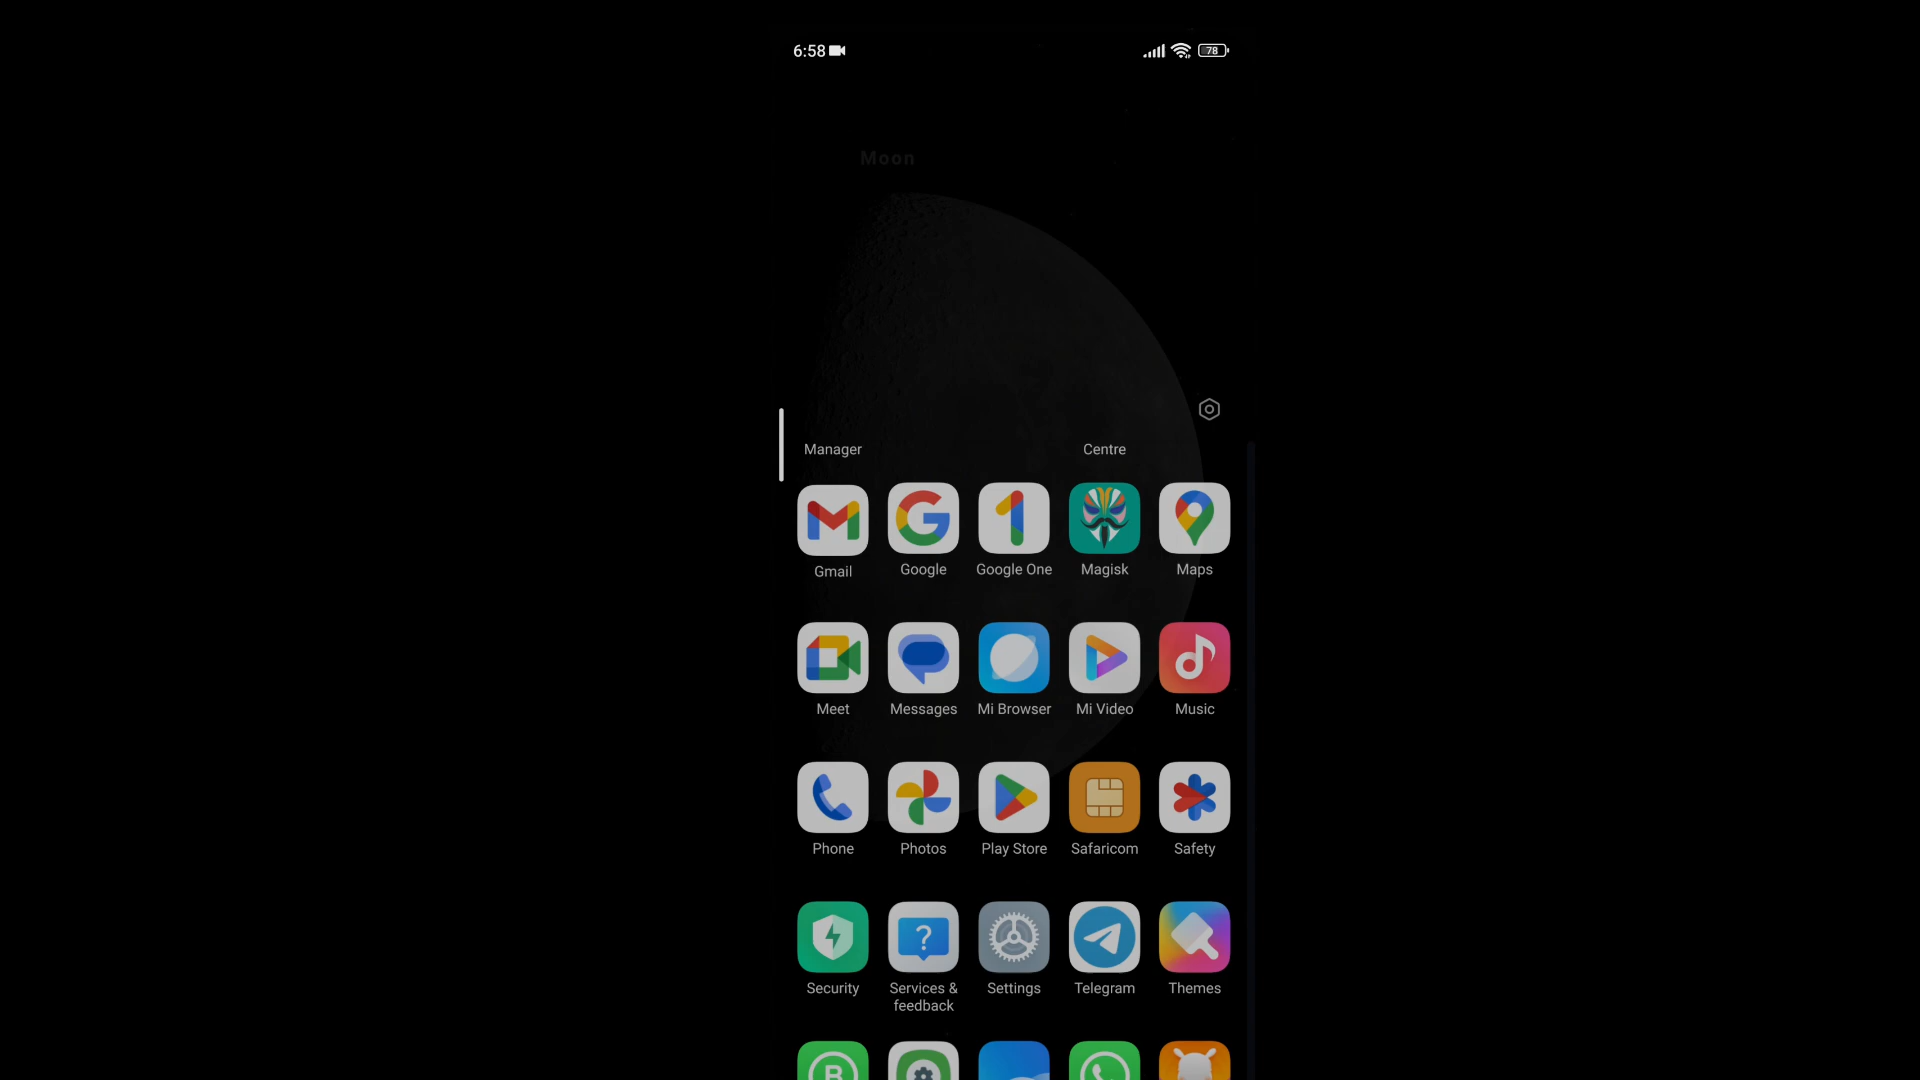 6:58
78
Moon
Manager
Centre
Gmail
Google
Google One
Magisk
Maps
Meet
Messages
Mi Browser
Mi Video
Music
Phone
Photos
Play Store
Safaricom
Safety
Security
Services &
feedback
Settings
Telegram
Themes